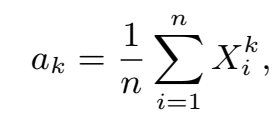 $a_k = \frac{1}{n} \sum_{i=1}^{n} X_i^k,$